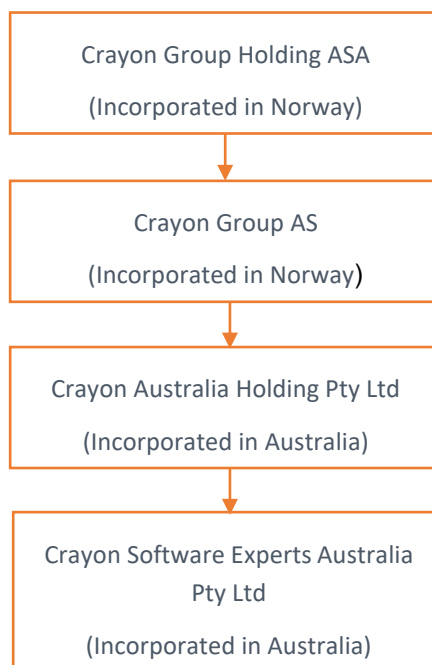 Crayon Group Holding ASA
(Incorporated in Norway)
Crayon Group AS
(Incorporated in Norway)
Crayon Australia Holding Pty Ltd
(Incorporated in Australia)
Crayon Software Experts Australia
Pty Ltd
(Incorporated in Australia)